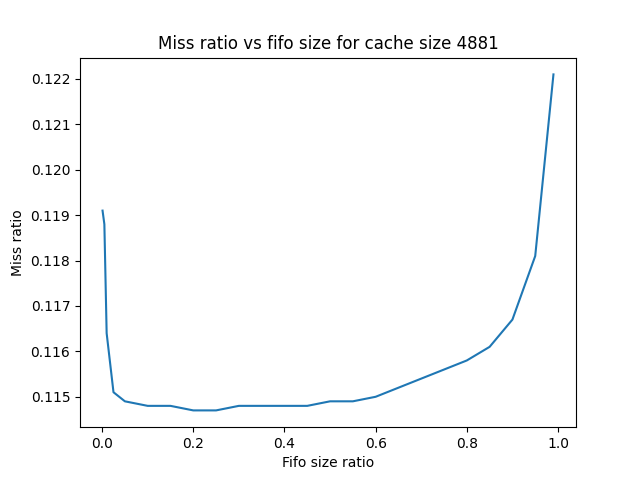 Miss ratio vs fifo size for cache size 4881
0.122
0.121
0.120
0.119
0.118
0.117
0.116
0.115
Miss ratio
0.0 0.2 0.4 0.6 0.8 1.0
Fifo size ratio